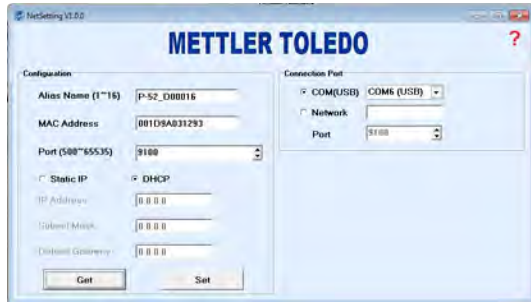 NetSetting V1.0.0
METTLER TOLEDO
?
Configuration
Alias Name (1~16) P-52_D00016
MAC Address 001D9A031293
Port (500~65535) 9100
Static IP DHCP
IP Address 0.0.0.0
Subnet Mask 0.0.0.0
Default Gateway 0.0.0.0
Get Set
Connection Port
COM(USB) COM6 (USB)
Network
Port 9100